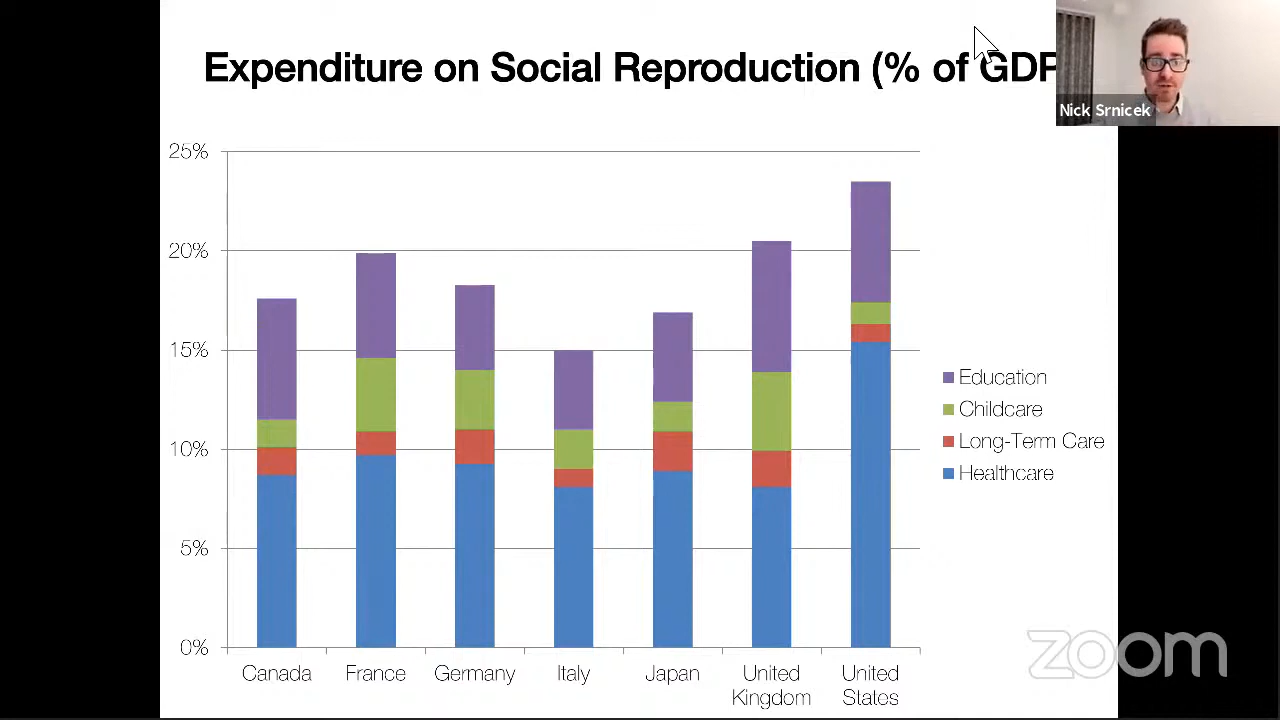 Expenditure on Social Reproduction (% of GDP
Nick Srnicek
25%
20%
15%
10%
5%
0%
Education
Childcare
Long-Term Care
Healthcare
Canada
France
Germany
Italy
Japan
United
Kingdom
United
States
zoom